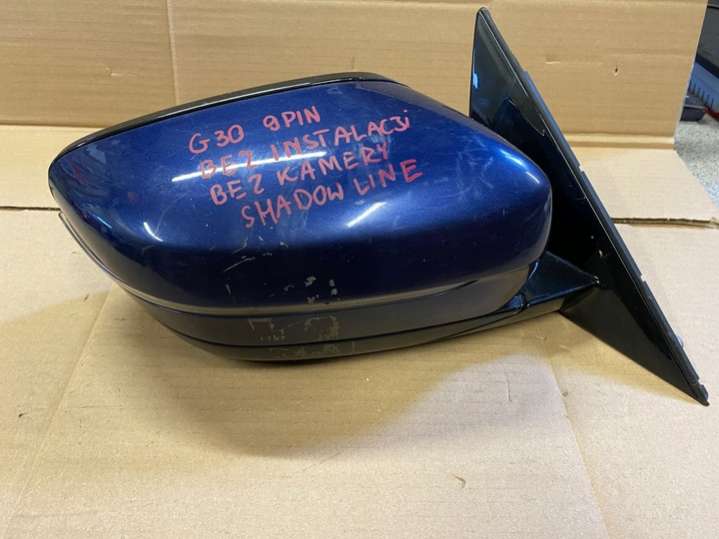 G30 9PIN
BEZ INSTALACJI
BEZ KAMERY
SHADOW LINE